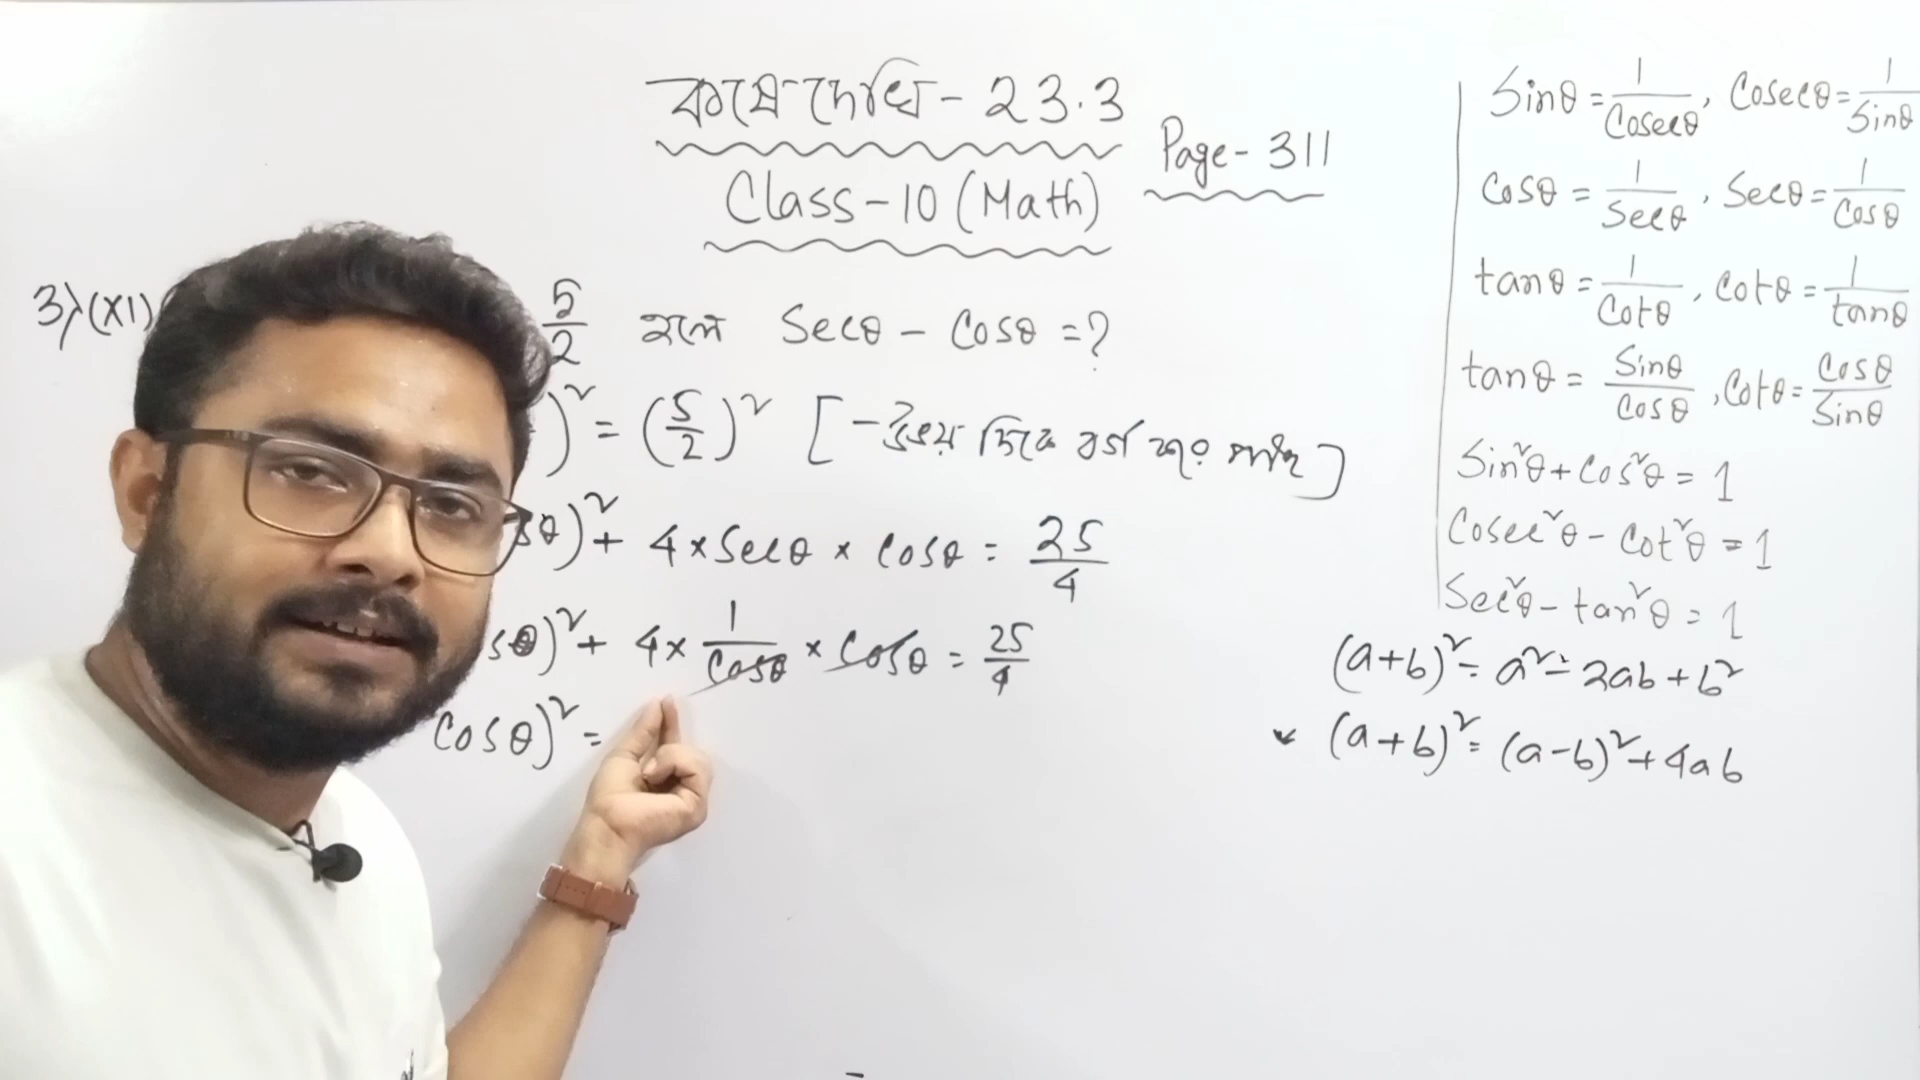 কষে দেখি - 23.3
Class-10 (Math)
Page- 311
3) (XI)
5/2 হলে Secθ - Cosθ =?
)² = (5/2)² [উভয় দিকে বর্গ করে পাই]
sθ)² + 4 × Secθ × Cosθ = 25/4
sθ)² + 4 × 1/Cosθ × Cosθ = 25/4
Cosθ)² =
Sinθ = 1/Cosecθ, Cosecθ = 1/Sinθ
Cosθ = 1/Secθ, Secθ = 1/Cosθ
tanθ = 1/Cotθ, Cotθ = 1/tanθ
tanθ = Sinθ/Cosθ, Cotθ = Cosθ/Sinθ
Sin²θ + Cos²θ = 1
Cosec²θ - Cot²θ = 1
Sec²θ - tan²θ = 1
(a+b)² = a² + 2ab + b²
(a+b)² = (a-b)² + 4ab